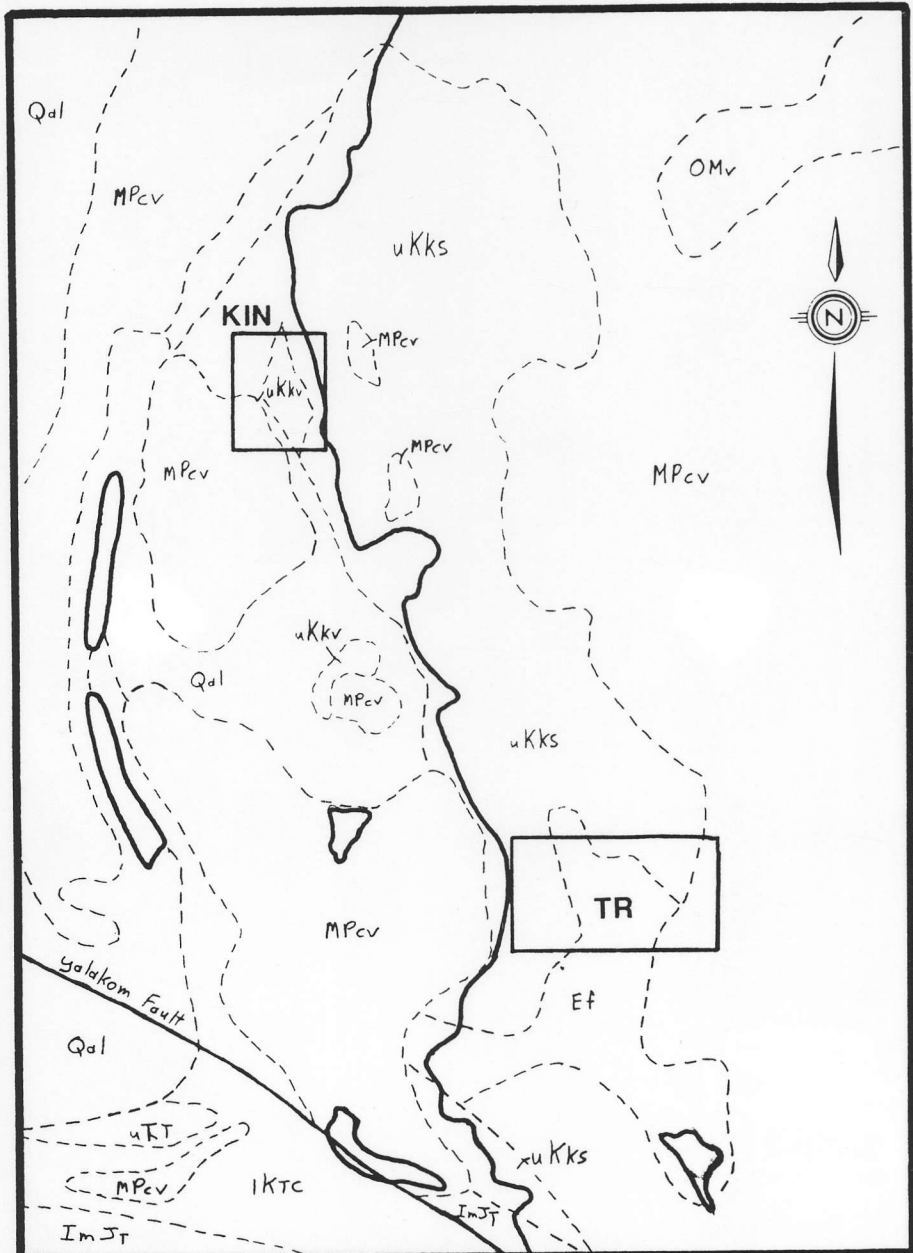 Qal
MPcv
OMv
uKks
N
KIN
MPcv
uKkv
MPcv
MPcv
MPcv
uKkv
Qal
MPcv
uKks
TR
MPcv
Ef
Yalakom Fault
Qal
uTrT
uKks
MPcv
lKTC
ImJT
ImJT